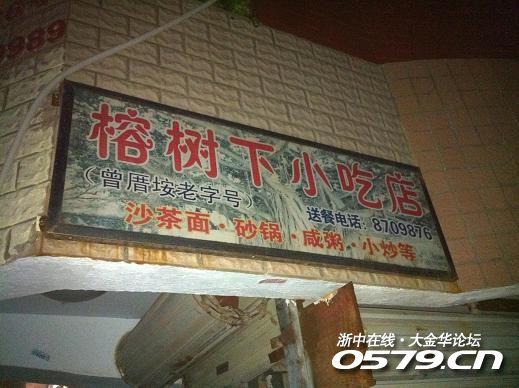 8989
榕树下小吃店
(曾厝垵老字号)
送餐电话:8709876
沙茶面·砂锅·咸粥·小炒等
浙中在线·大金华论坛
0579.CN